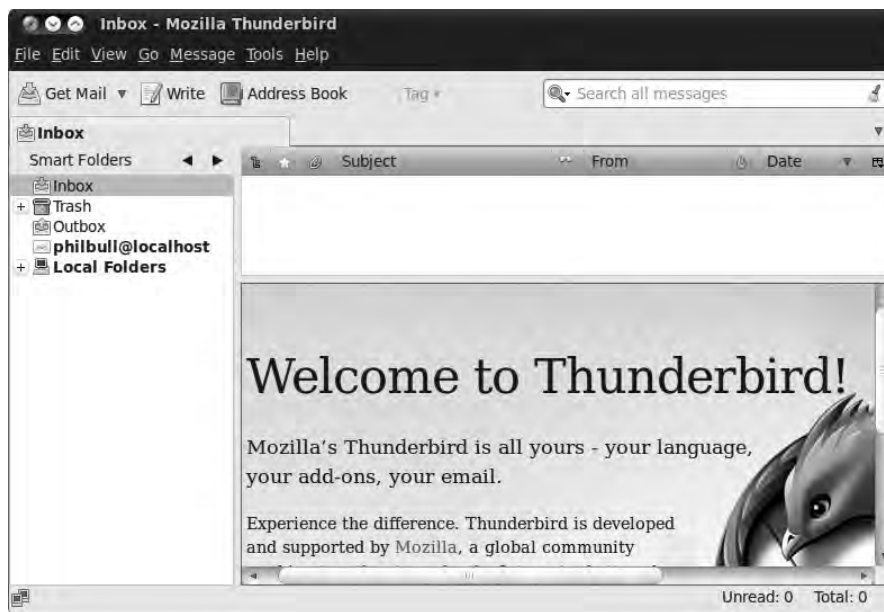 Inbox - Mozilla Thunderbird
File Edit View Go Message Tools Help
Get Mail Write Address Book Tag Search all messages
Inbox
Smart Folders Subject From Date
Inbox
Trash
Outbox
philbull@localhost
Local Folders
Welcome to Thunderbird!
Mozilla's Thunderbird is all yours - your language,
your add-ons, your email.
Experience the difference. Thunderbird is developed
and supported by Mozilla, a global community
Unread: 0 Total: 0